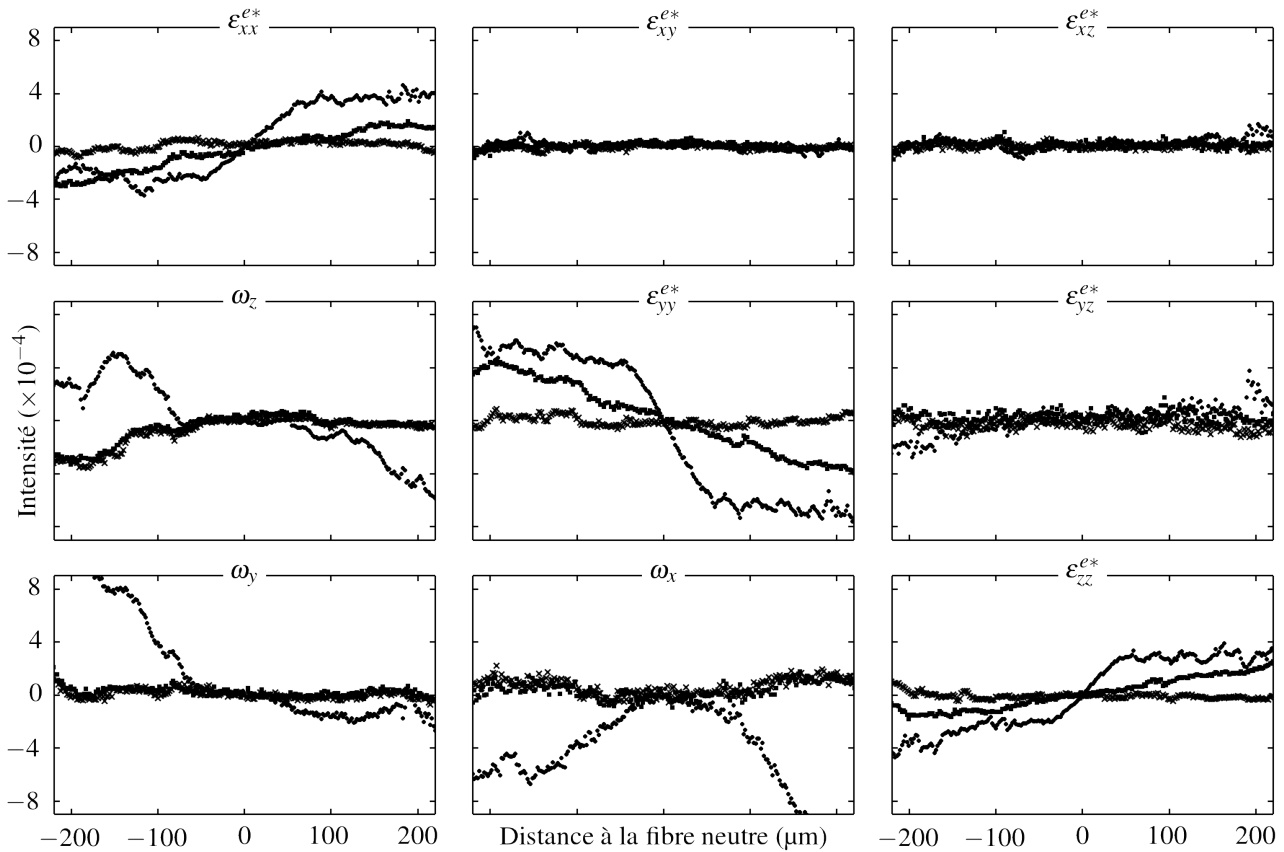 ε^{e*}_{xx} ε^{e*}_{xy} ε^{e*}_{xz}
8
4
0
−4
−8
ω_z ε^{e*}_{yy} ε^{e*}_{yz}
Intensité (×10^{−4})
ω_y ω_x ε^{e*}_{zz}
8
4
0
−4
−8
−200 −100 0 100 200 Distance à la fibre neutre (µm) −200 −100 0 100 200